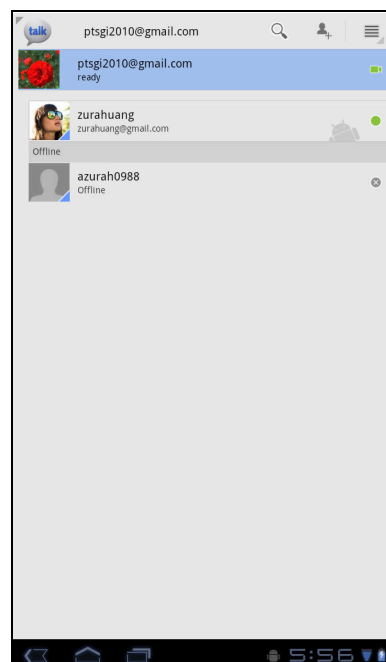 talk
ptsgi2010@gmail.com
ptsgi2010@gmail.com
ready
zurahuang
zurahuang@gmail.com
Offline
azurah0988
Offline
5:56